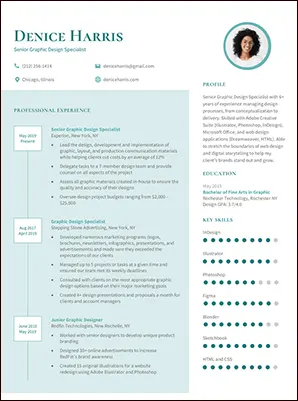 DENICE HARRIS
Senior Graphic Design Specialist
(212) 256-1414
denice@gmail.com
Chicago, Illinois
deniceharris.com
PROFESSIONAL EXPERIENCE
May 2019
Present
Senior Graphic Design Specialist
Experion, New York, NY
Lead the design, development and implementation of
graphic, layout, and production communication materials
while helping clients cut costs by an average of 12%
Delegate tasks to a 7-member design team and provide
counsel on all aspects of the project
Assess all graphic materials created in-house to ensure the
quality and accuracy of their designs
Oversee design project budgets ranging from $2,000 -
$25,000
Aug 2017
April 2019
Graphic Design Specialist
Stepping Stone Advertising, New York, NY
Developed numerous marketing programs (logos,
brochures, newsletters, infographics, presentations, and
advertisements) and made sure they exceeded the
expectations of our clients
Managed up to 5 projects or tasks at a given time and
ensured our team met its weekly deadlines
Consulted with clients on the most appropriate graphic
design options based on their major marketing goals
Created 4+ design presentations and proposals a month for
clients and account managers
June 2015
May 2019
Junior Graphic Designer
Redfin Technologies, New Rochelle, NY
Worked with senior designers to develop unique product
branding
Designed 10+ online advertisements to increase
Redfin's brand awareness
Created 15 original illustrations for a website
redesign using Adobe Illustrator and Photoshop
PROFILE
Senior Graphic Design Specialist with 6+
years of experience managing design
processes, from conceptualization to
delivery. Skilled in Adobe Creative
Suite (Illustrator, Photoshop, InDesign),
Microsoft Office, and web-design
applications (Dreamweaver, HTML). Able
to stretch the boundaries of web-design
and digital storytelling to help my
client's brands stand out and grow.
EDUCATION
May 2015
Bachelor of Fine Arts in Graphic
Rochester Technology, Rochester NY
Design GPA: 3.7/4.0
KEY SKILLS
InDesign
Illustrator
Photoshop
Figma
Blender
Sketchbook
HTML and CSS